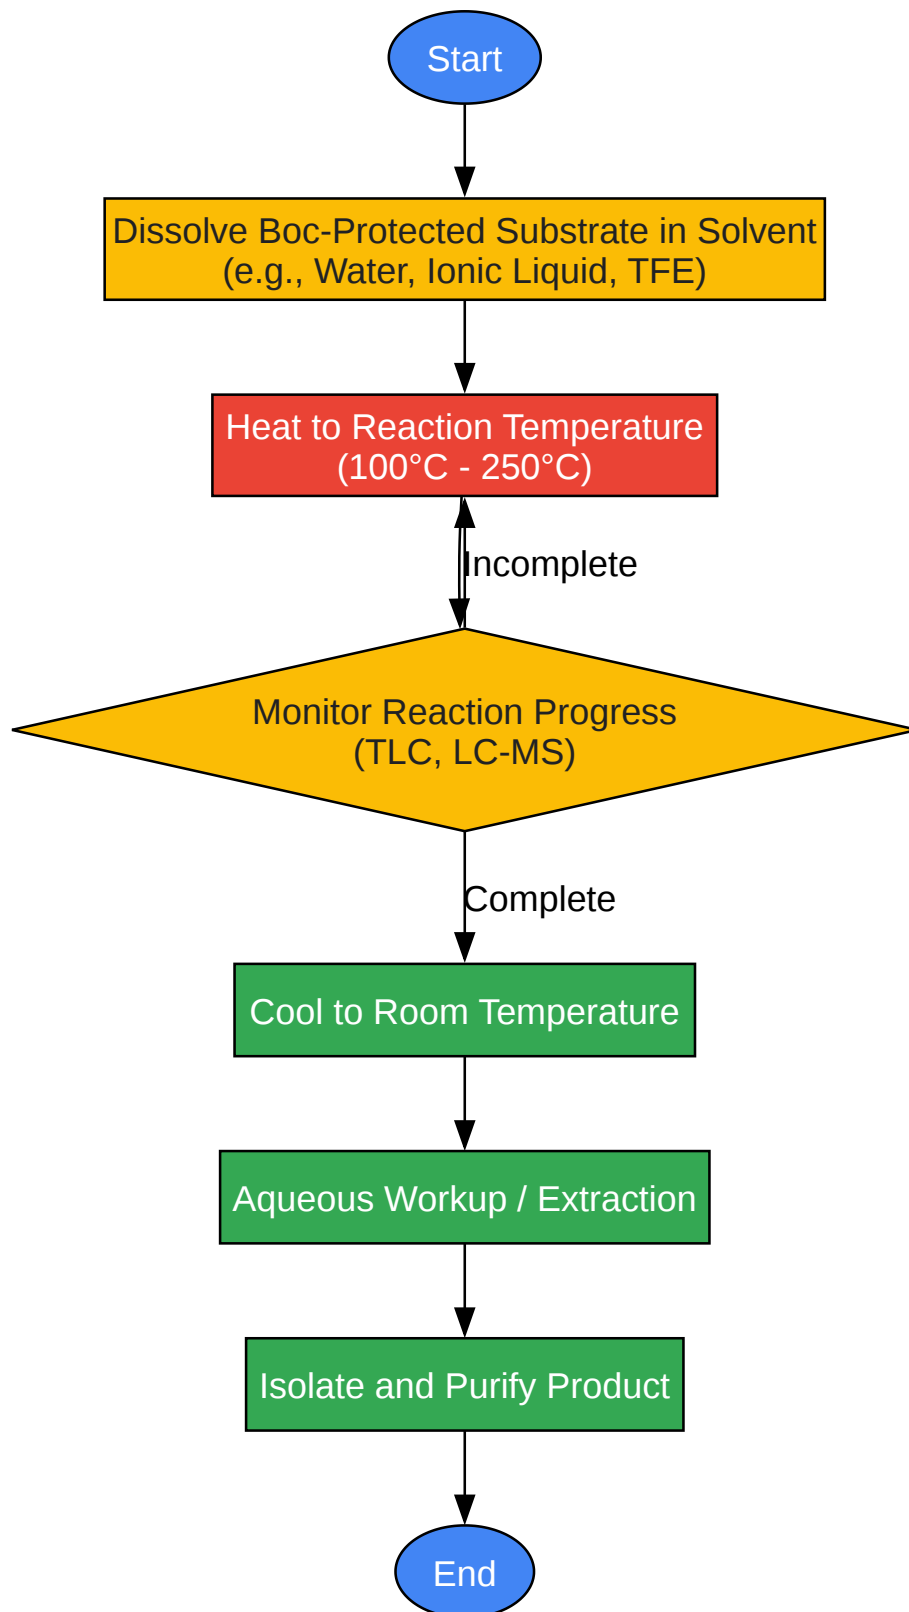 Start
Dissolve Boc-Protected Substrate in Solvent
(e.g., Water, Ionic Liquid, TFE)
Heat to Reaction Temperature
(100°C - 250°C)
Incomplete
Monitor Reaction Progress
(TLC, LC-MS)
Complete
Cool to Room Temperature
Aqueous Workup / Extraction
Isolate and Purify Product
End